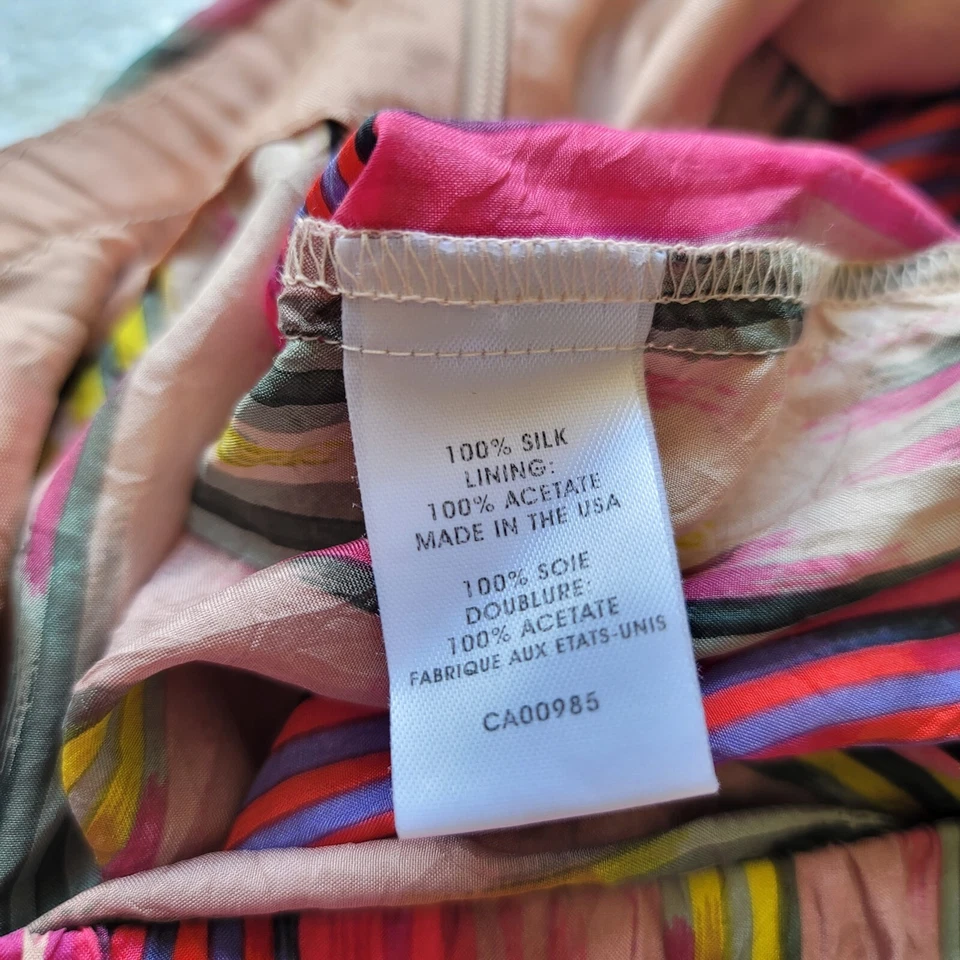 100% SILK
LINING:
100% ACETATE
MADE IN THE USA
100% SOIE
DOUBLURE:
100% ACETATE
FABRIQUE AUX ETATS-UNIS
CA00985